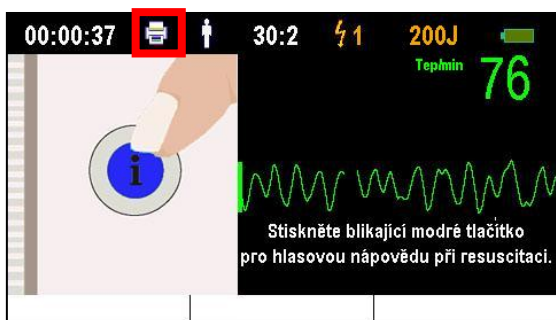 00:00:37 30:2 1 200J
Tep/min 76
i
Stiskněte blikající modré tlačítko
pro hlasovou nápovědu při resuscitaci.